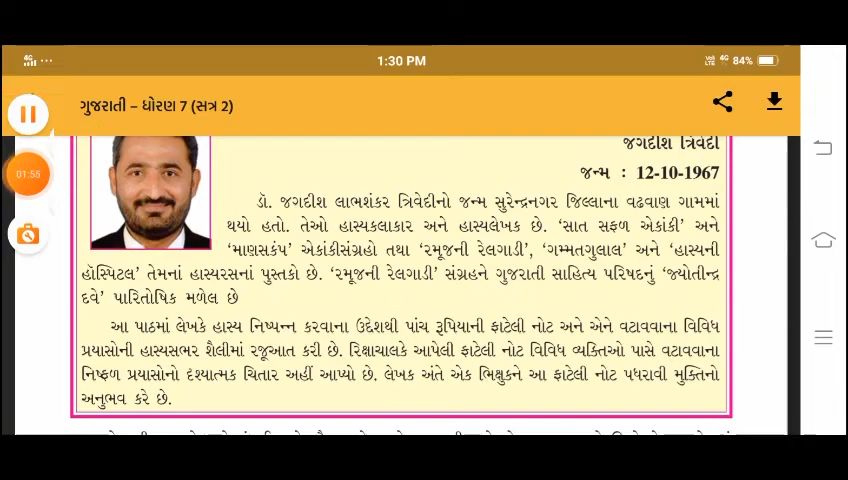 4G
1:30 PM
VoLTE 4G 84%
ગુજરાતી – ધોરણ 7 (સત્ર 2)
01:55
જગદીશ ત્રિવેદી
જન્મ : 12-10-1967
ડૉ. જગદીશ લાભશંકર ત્રિવેદીનો જન્મ સુરેન્દ્રનગર જિલ્લાના વઢવાણ ગામમાં
થયો હતો. તેઓ હાસ્યકલાકાર અને હાસ્યલેખક છે. ‘સાત સફળ એકાંકી’ અને
‘માણસકંપ’ એકાંકીસંગ્રહો તથા ‘રમૂજની રેલગાડી’, ‘ગમ્મતગુલાલ’ અને ‘હાસ્યની
હૉસ્પિટલ’ તેમનાં હાસ્યરસનાં પુસ્તકો છે. ‘રમૂજની રેલગાડી’ સંગ્રહને ગુજરાતી સાહિત્ય પરિષદનું ‘જ્યોતીન્દ્ર
દવે’ પારિતોષિક મળેલ છે
આ પાઠમાં લેખકે હાસ્ય નિષ્પન્ન કરવાના ઉદેશથી પાંચ રૂપિયાની ફાટેલી નોટ અને એને વટાવવાના વિવિધ
પ્રયાસોની હાસ્યસભર શૈલીમાં રજૂઆત કરી છે. રિક્ષાચાલકે આપેલી ફાટેલી નોટ વિવિધ વ્યક્તિઓ પાસે વટાવવાના
નિષ્ફળ પ્રયાસોનો દૃશ્યાત્મક ચિતાર અહીં આપ્યો છે. લેખક અંતે એક ભિક્ષુકને આ ફાટેલી નોટ પધરાવી મુક્તિનો
અનુભવ કરે છે.